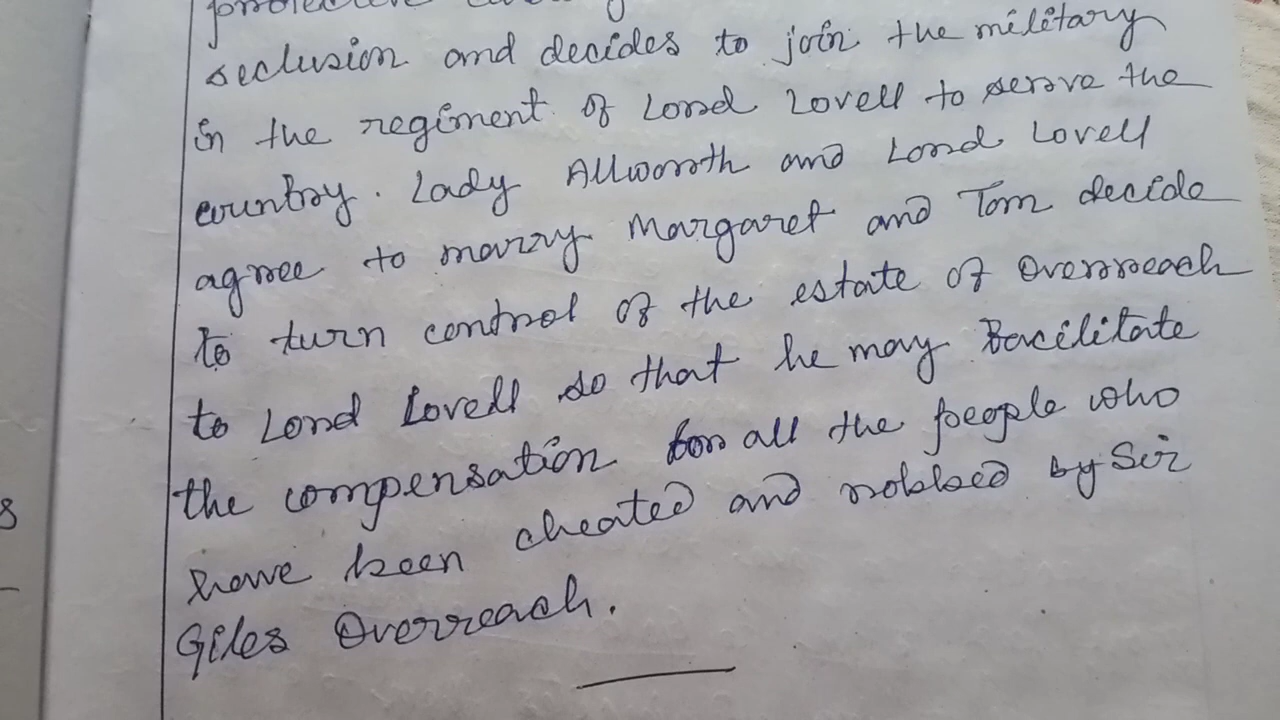 seclusion and decides to join the military
in the regiment of Lord Lovell to serve the
country. Lady Allworth and Lord Lovell
agree to marry Margaret and Tom decide
to turn control of the estate of Overreach
to Lord Lovell so that he may facilitate
the compensation for all the people who
have been cheated and robbed by Sir
Giles Overreach.